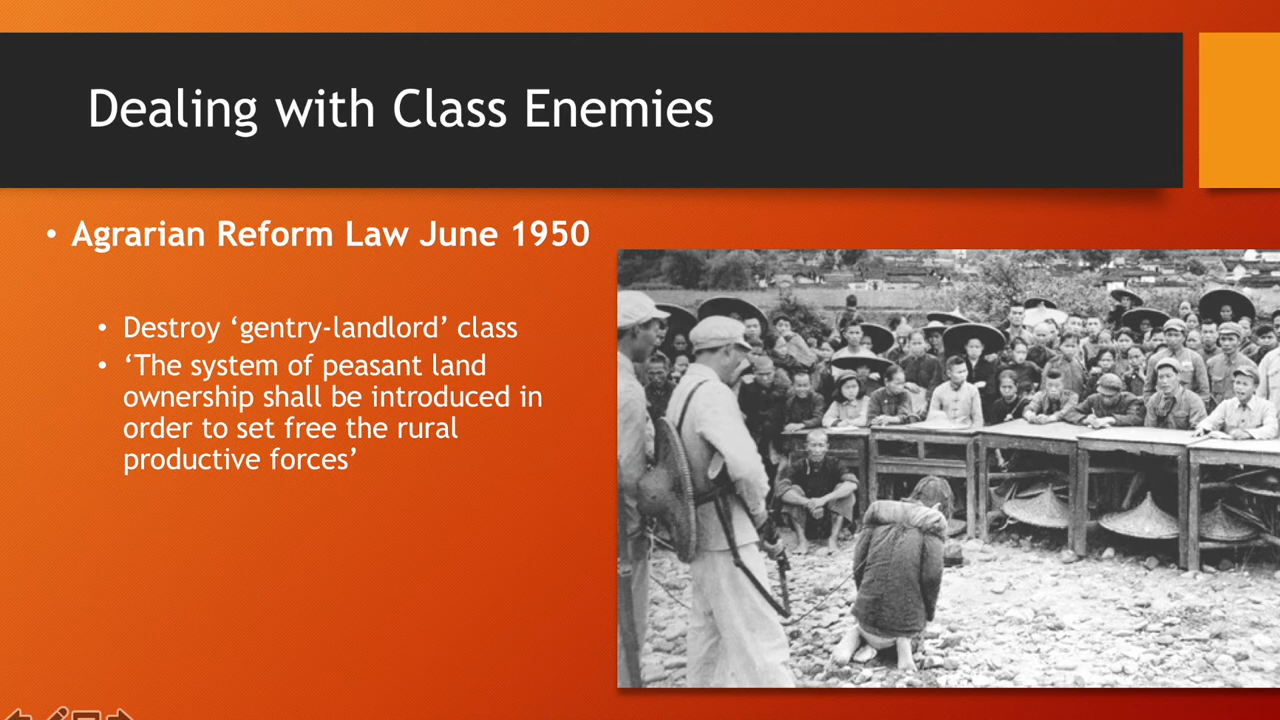 Dealing with Class Enemies
• Agrarian Reform Law June 1950
• Destroy ‘gentry-landlord’ class
• ‘The system of peasant land
ownership shall be introduced in
order to set free the rural
productive forces’